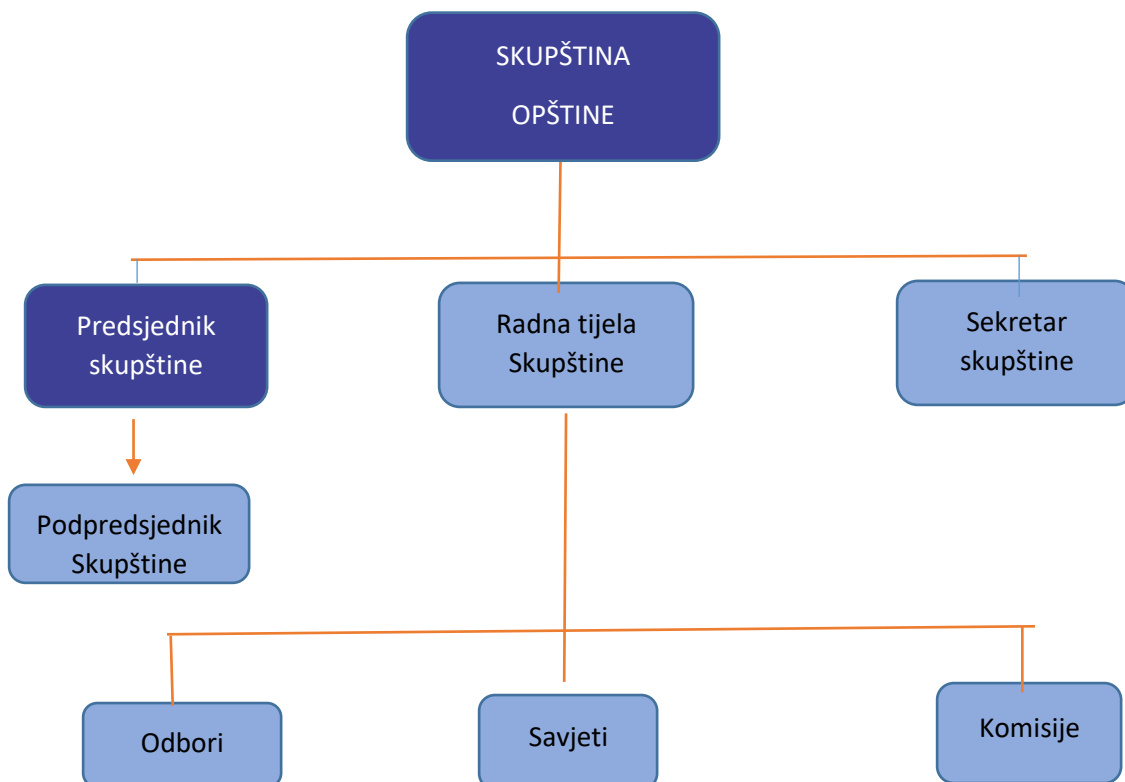 SKUPŠTINA
OPŠTINE
Predsjednik
skupštine
Radna tijela
Skupštine
Sekretar
skupštine
Podpredsjednik
Skupštine
Odbori
Savjeti
Komisije